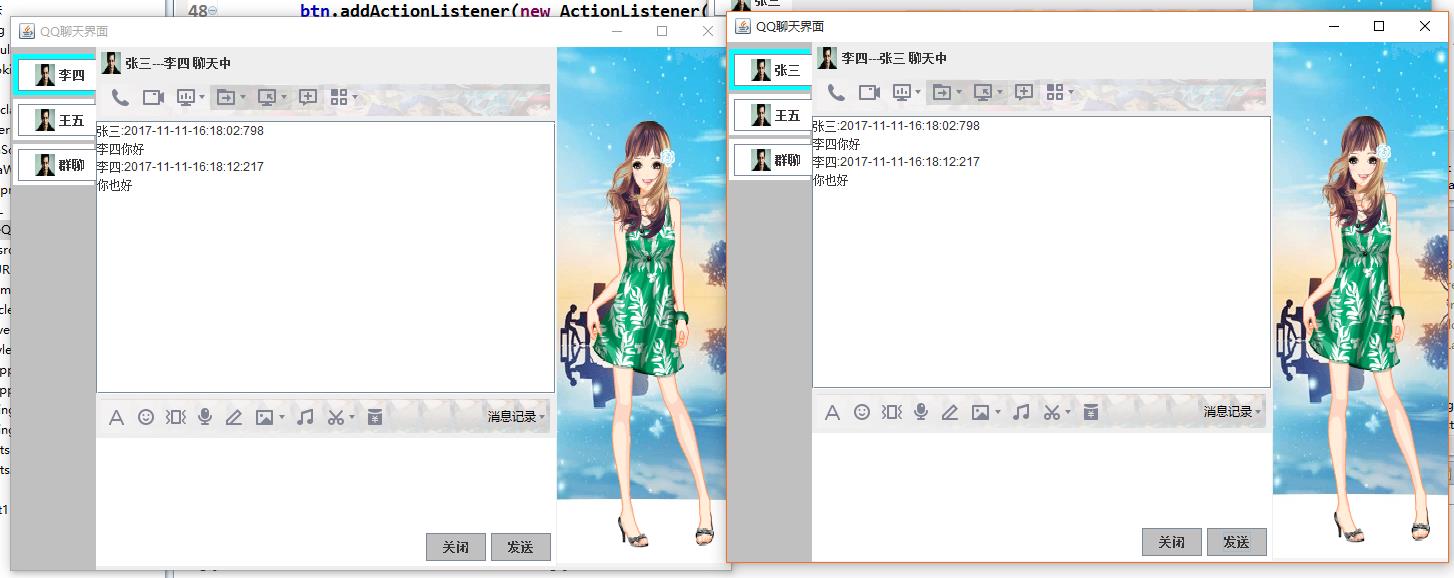 48
btn.addActionListener(new ActionListener(
QQ聊天界面
李四
王五
群聊
张三---李四 聊天中
张三:2017-11-11-16:18:02:798
李四你好
李四:2017-11-11-16:18:12:217
你也好
消息记录
关闭
发送
张三
QQ聊天界面
张三
王五
群聊
李四---张三 聊天中
张三:2017-11-11-16:18:02:798
李四你好
李四:2017-11-11-16:18:12:217
你也好
消息记录
关闭
发送